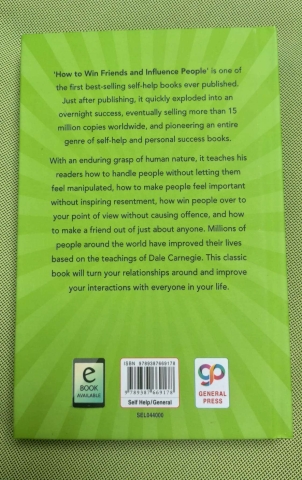 'How to Win Friends and Influence People' is one of
the first best-selling self-help books ever published.
Just after publishing, it quickly exploded into an
overnight success, eventually selling more than 15
million copies worldwide, and pioneering an entire
genre of self-help and personal success books.
With an enduring grasp of human nature, it teaches his
readers how to handle people without letting them
feel manipulated, how to make people feel important
without inspiring resentment, how win people over to
your point of view without causing offence, and how
to make a friend out of just about anyone. Millions of
people around the world have improved their lives
based on the teachings of Dale Carnegie. This classic
book will turn your relationships around and improve
your interactions with everyone in your life.
e
BOOK
AVAILABLE
ISBN 9789387669178
9 789387 669178
Self Help/General
SEL044000
gp
GENERAL
PRESS